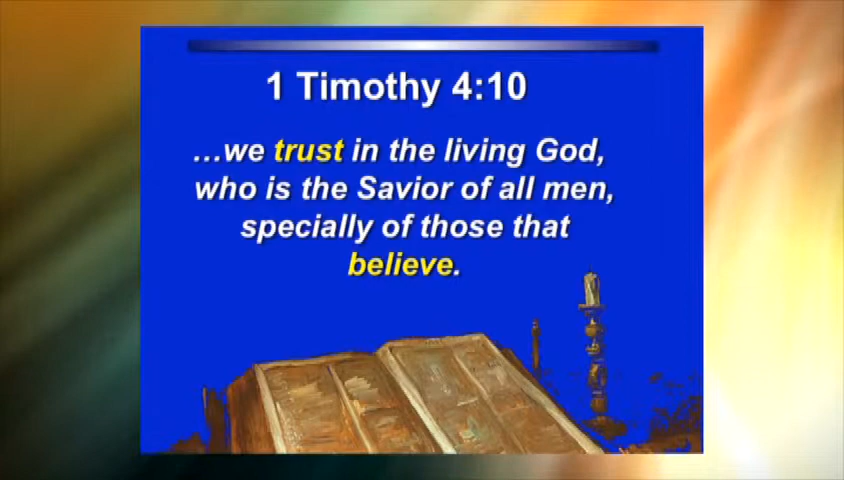 1 Timothy 4:10
…we trust in the living God,
who is the Savior of all men,
specially of those that
believe.